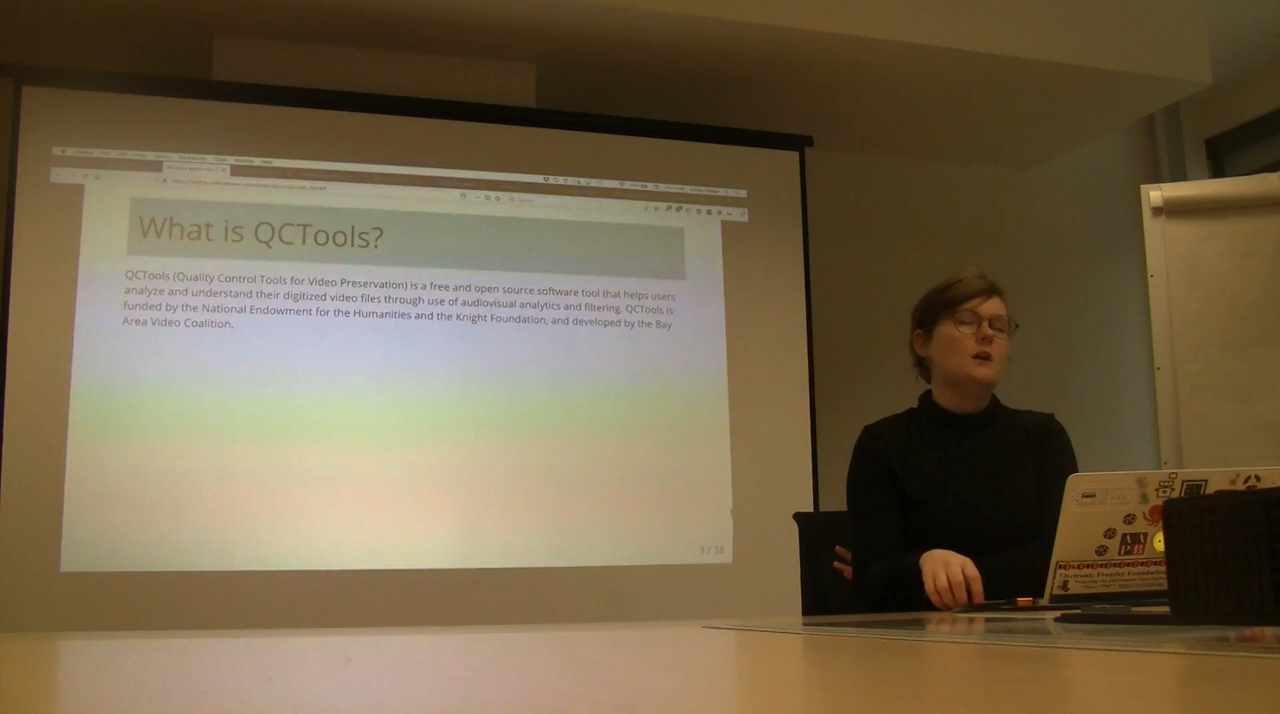 What is QCTools?
QCTools (Quality Control Tools for Video Preservation) is a free and open source software tool that helps users
analyze and understand their digitized video files through use of audiovisual analytics and filtering. QCTools is
funded by the National Endowment for the Humanities and the Knight Foundation, and developed by the Bay
Area Video Coalition.
3 / 38
AA
PB
Electronic Frontier Foundation